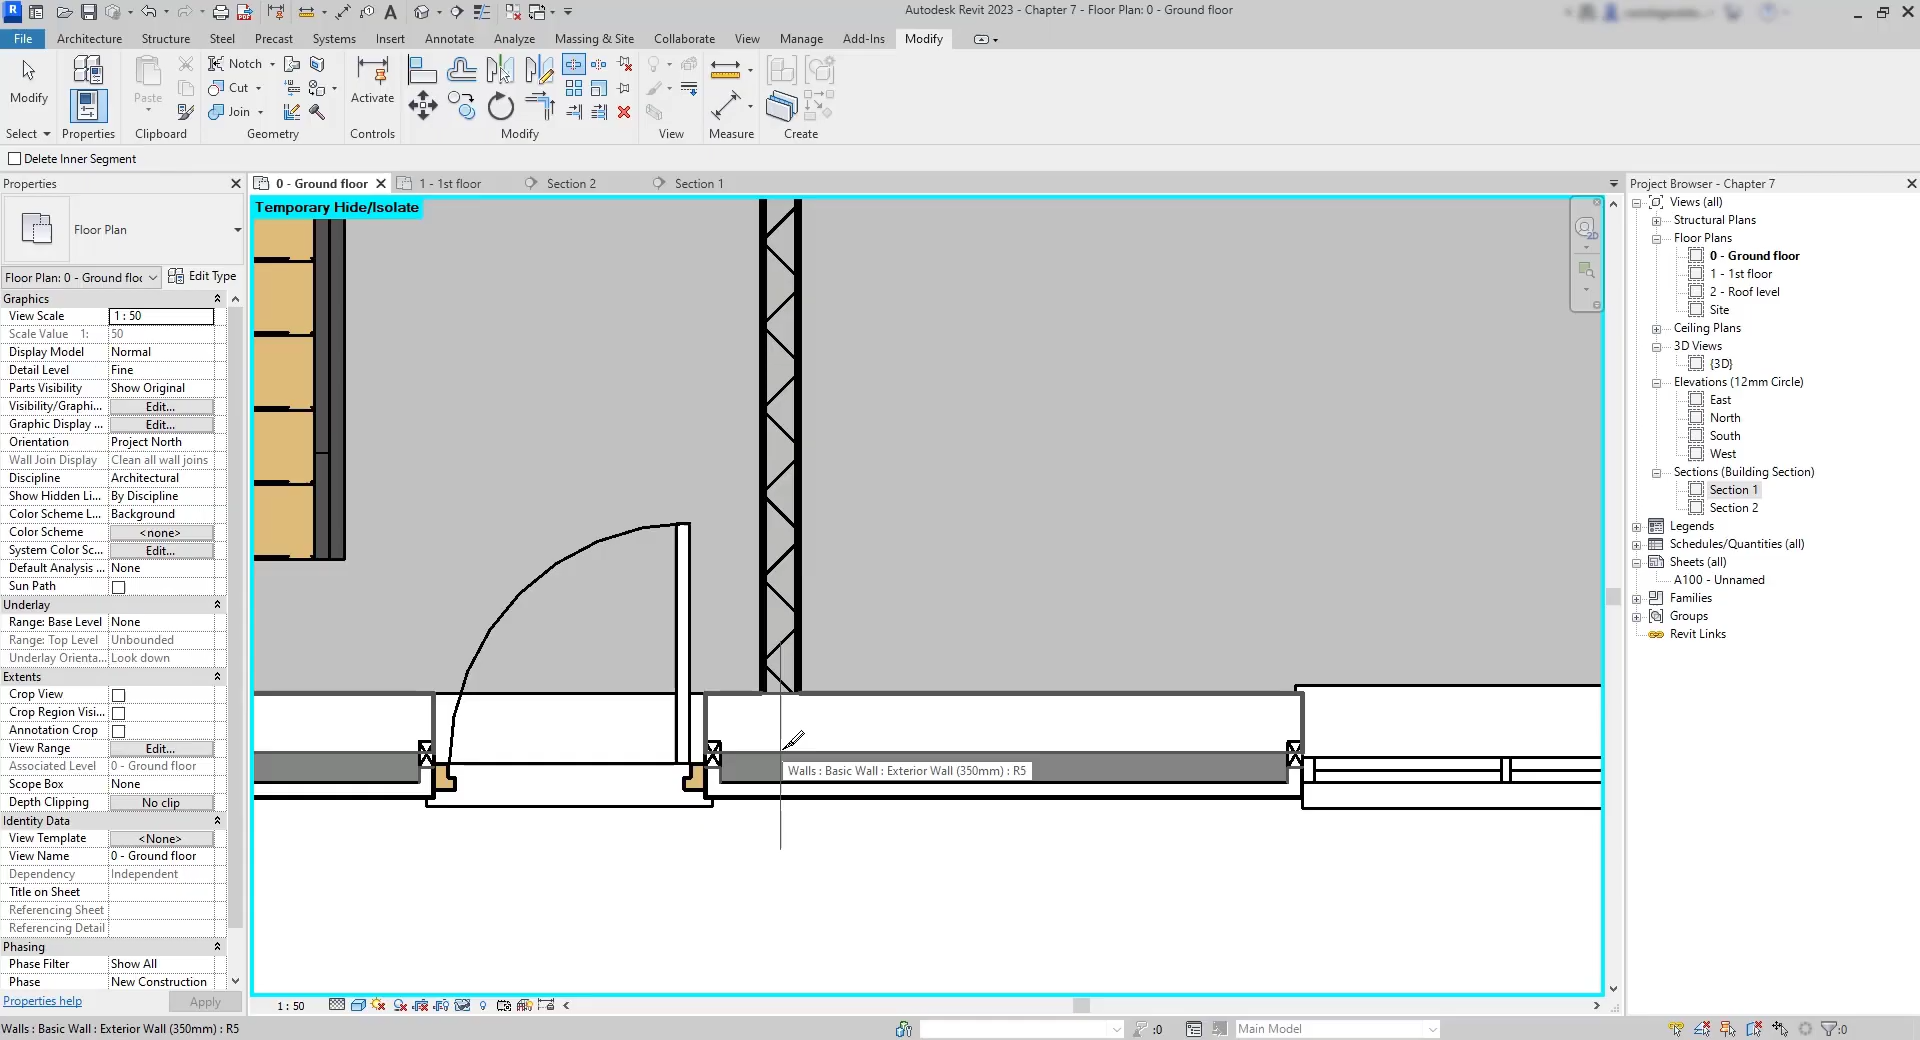 Autodesk Revit 2023 - Chapter 7 - Floor Plan: 0 - Ground floor
File Architecture Structure Steel Precast Systems Insert Annotate Analyze Massing & Site Collaborate View Manage Add-Ins Modify
Notch
Cut
Join
Modify
Paste
Activate
Select Properties Clipboard Geometry Controls Modify View Measure Create
Delete Inner Segment
Properties
0 - Ground floor
1 - 1st floor
Section 2
Section 1
Project Browser - Chapter 7
Temporary Hide/Isolate
Floor Plan
Floor Plan: 0 - Ground floo
Edit Type
Graphics
View Scale 1 : 50
Scale Value 1: 50
Display Model Normal
Detail Level Fine
Parts Visibility Show Original
Visibility/Graphi... Edit...
Graphic Display ... Edit...
Orientation Project North
Wall Join Display Clean all wall joins
Discipline Architectural
Show Hidden Li... By Discipline
Color Scheme L... Background
Color Scheme <none>
System Color Sc... Edit...
Default Analysis ... None
Sun Path
Underlay
Range: Base Level None
Range: Top Level Unbounded
Underlay Orienta... Look down
Extents
Crop View
Crop Region Visi...
Annotation Crop
View Range Edit...
Associated Level 0 - Ground floor
Scope Box None
Depth Clipping No clip
Identity Data
View Template <None>
View Name 0 - Ground floor
Dependency Independent
Title on Sheet
Referencing Sheet
Referencing Detail
Phasing
Phase Filter Show All
Phase New Construction
Properties help
Apply
Walls : Basic Wall : Exterior Wall (350mm) : R5
2D
Views (all)
Structural Plans
Floor Plans
0 - Ground floor
1 - 1st floor
2 - Roof level
Site
Ceiling Plans
3D Views
{3D}
Elevations (12mm Circle)
East
North
South
West
Sections (Building Section)
Section 1
Section 2
Legends
Schedules/Quantities (all)
Sheets (all)
A100 - Unnamed
Families
Groups
Revit Links
1 : 50
Walls : Basic Wall : Exterior Wall (350mm) : R5
:0
Main Model
:0